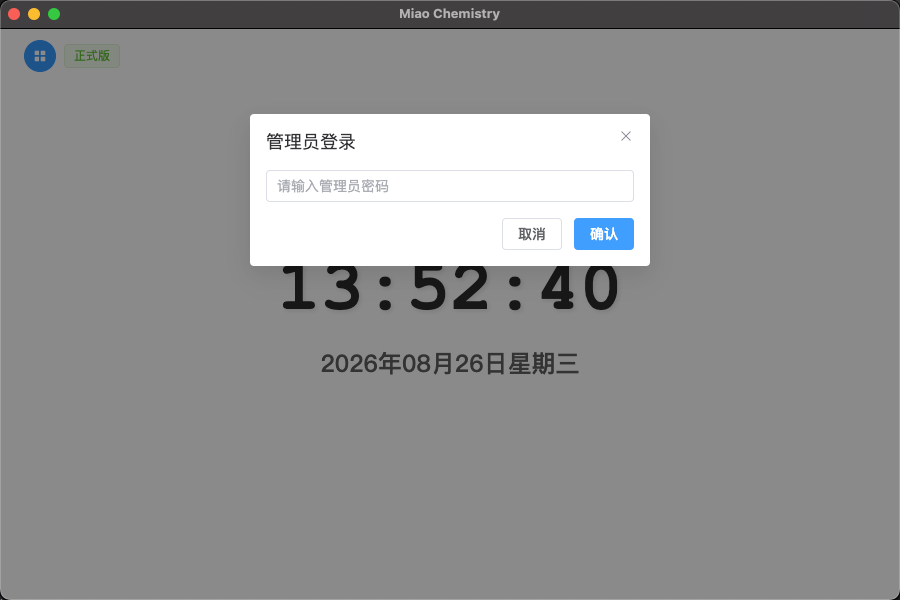 Miao Chemistry
正式版
管理员登录
请输入管理员密码
取消
确认
13:52:40
2026年08月26日星期三